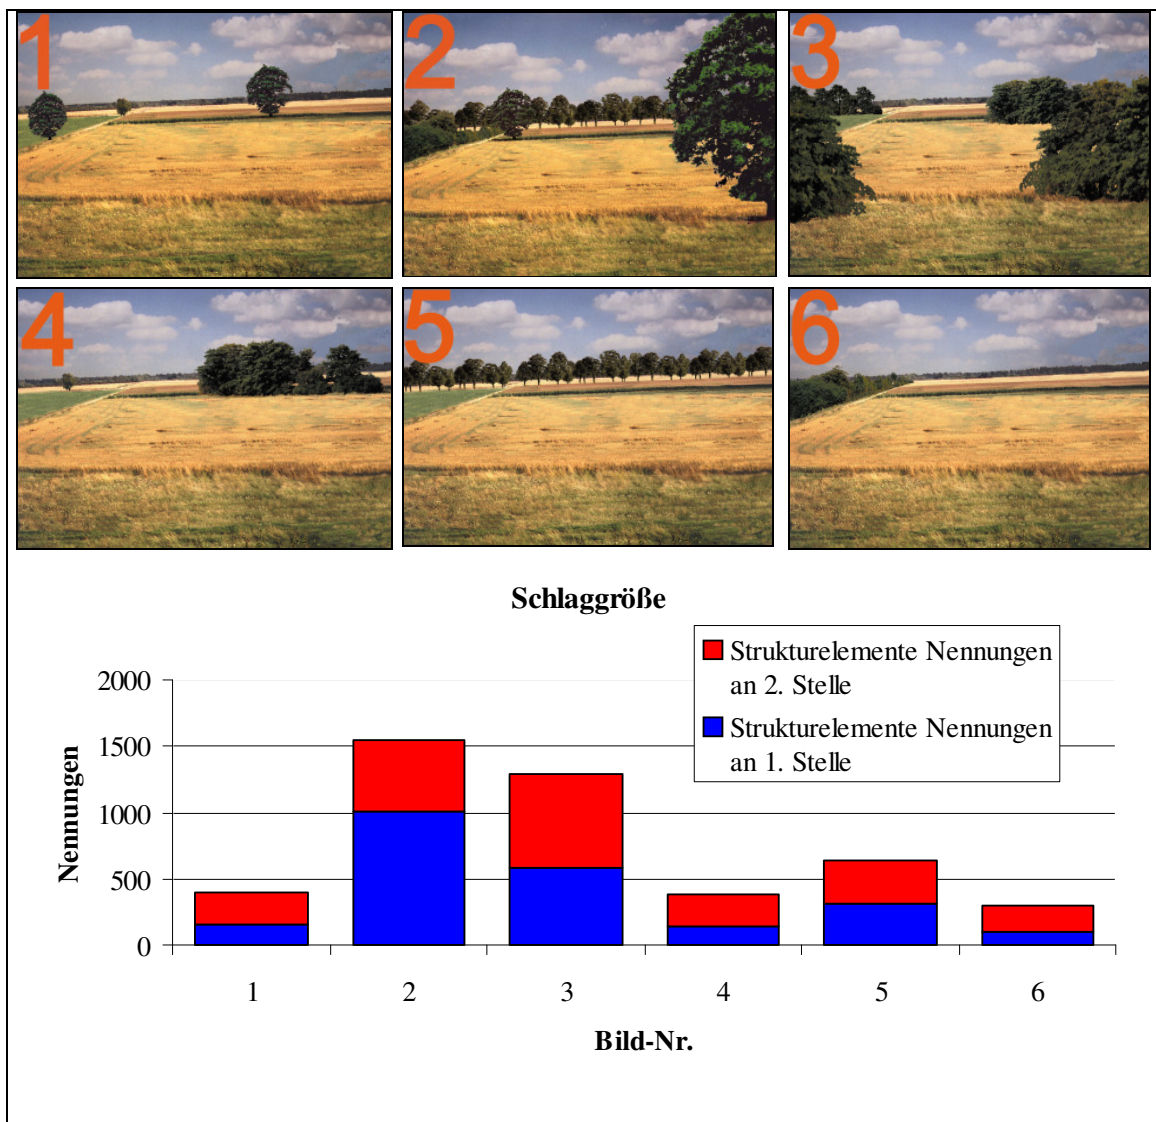 1
2
3
4
5
6
Schlaggröße
Strukturelemente Nennungen
an 2. Stelle
Strukturelemente Nennungen
an 1. Stelle
2000
1500
1000
500
0
Nennungen
1 2 3 4 5 6
Bild-Nr.